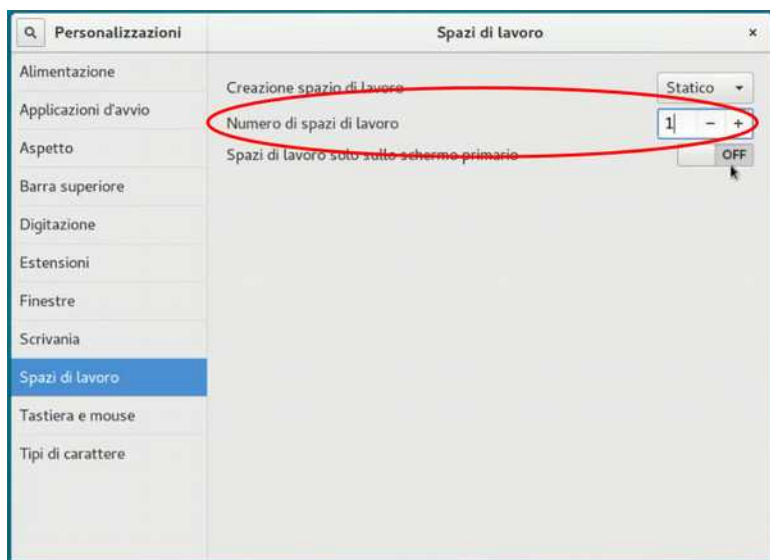 Personalizzazioni
Spazi di lavoro
Alimentazione
Applicazioni d'avvio
Aspetto
Barra superiore
Digitazione
Estensioni
Finestre
Scrivania
Spazi di lavoro
Tastiera e mouse
Tipi di carattere
Creazione spazio di lavoro
Statico
Numero di spazi di lavoro
1 − +
Spazi di lavoro solo sullo schermo primario
OFF